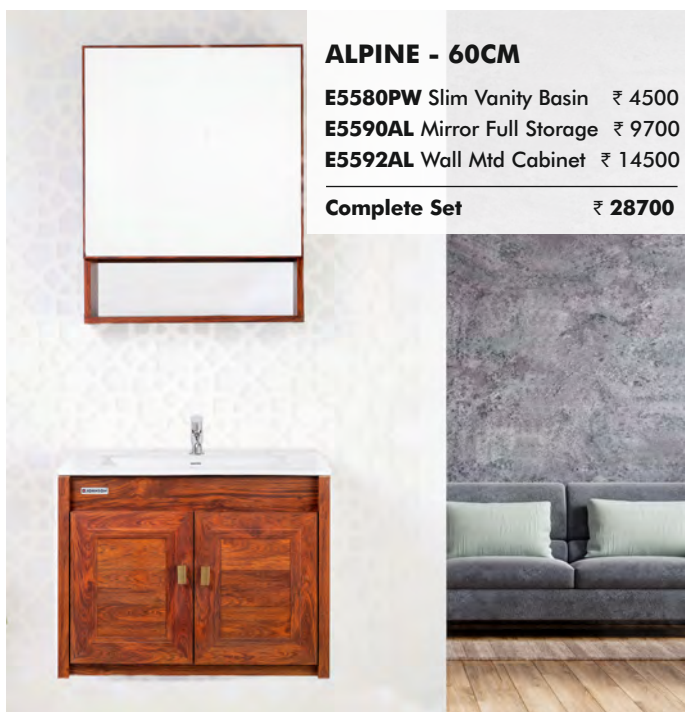 ALPINE - 60CM
E5580PW Slim Vanity Basin ₹ 4500
E5590AL Mirror Full Storage ₹ 9700
E5592AL Wall Mtd Cabinet ₹ 14500
Complete Set ₹ 28700